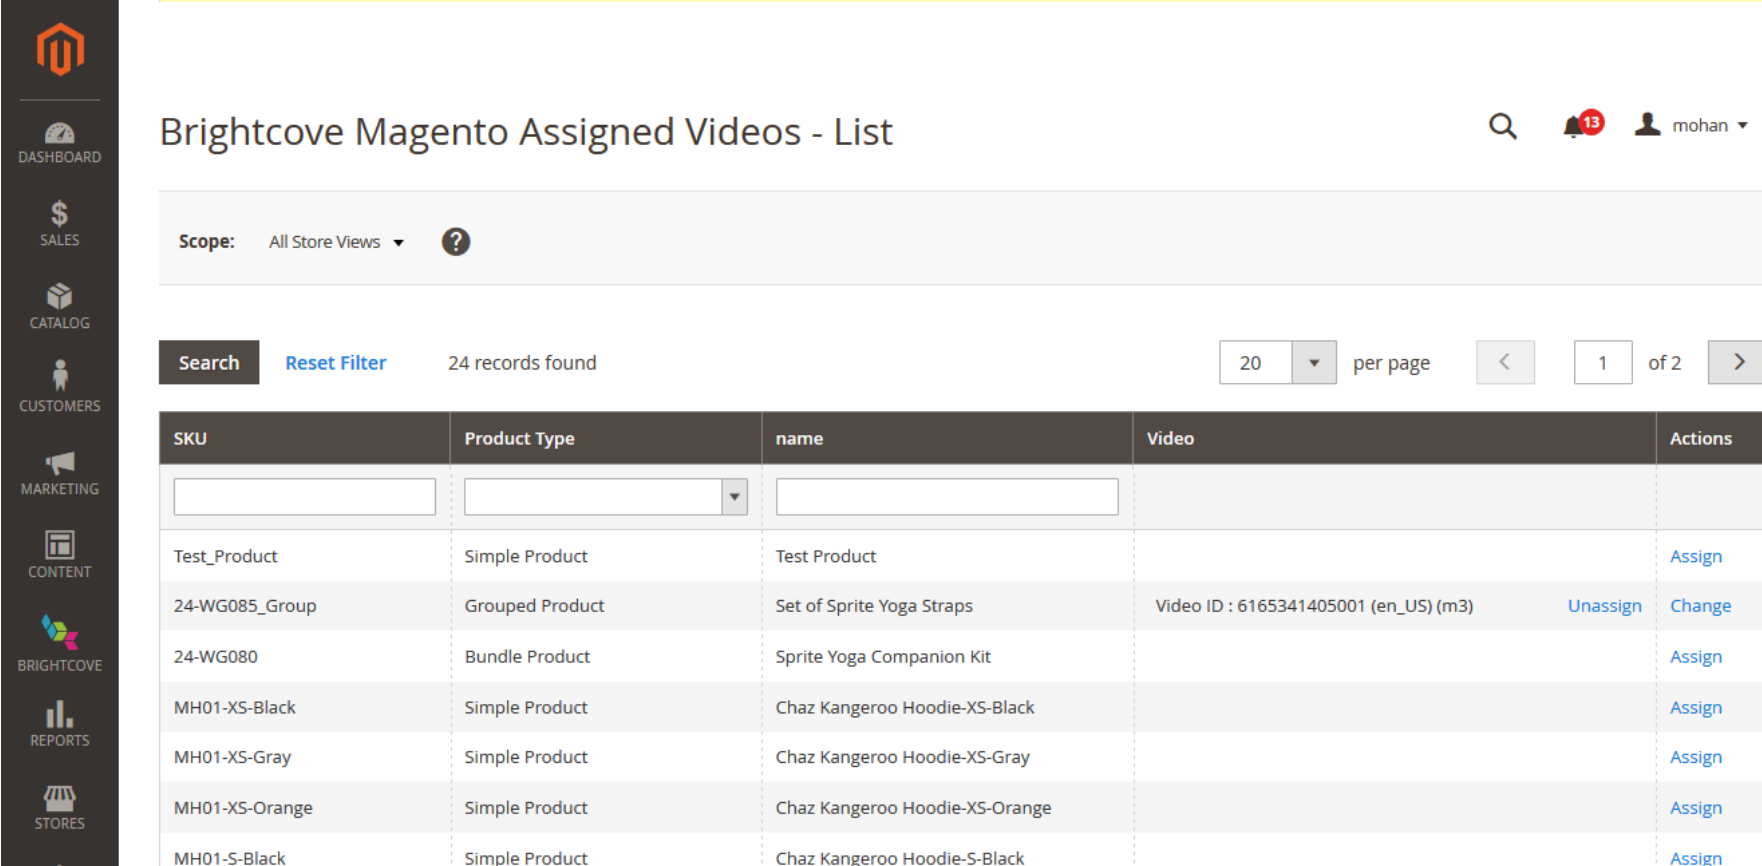 Brightcove Magento Assigned Videos - List
13
mohan
DASHBOARD
SALES
CATALOG
CUSTOMERS
MARKETING
CONTENT
BRIGHTCOVE
REPORTS
STORES
Scope: All Store Views ?
Search Reset Filter 24 records found 20 per page 1 of 2
SKU Product Type name Video Actions
Test_Product Simple Product Test Product Assign
24-WG085_Group Grouped Product Set of Sprite Yoga Straps Video ID : 6165341405001 (en_US) (m3) Unassign Change
24-WG080 Bundle Product Sprite Yoga Companion Kit Assign
MH01-XS-Black Simple Product Chaz Kangeroo Hoodie-XS-Black Assign
MH01-XS-Gray Simple Product Chaz Kangeroo Hoodie-XS-Gray Assign
MH01-XS-Orange Simple Product Chaz Kangeroo Hoodie-XS-Orange Assign
MH01-S-Black Simple Product Chaz Kangeroo Hoodie-S-Black Assign